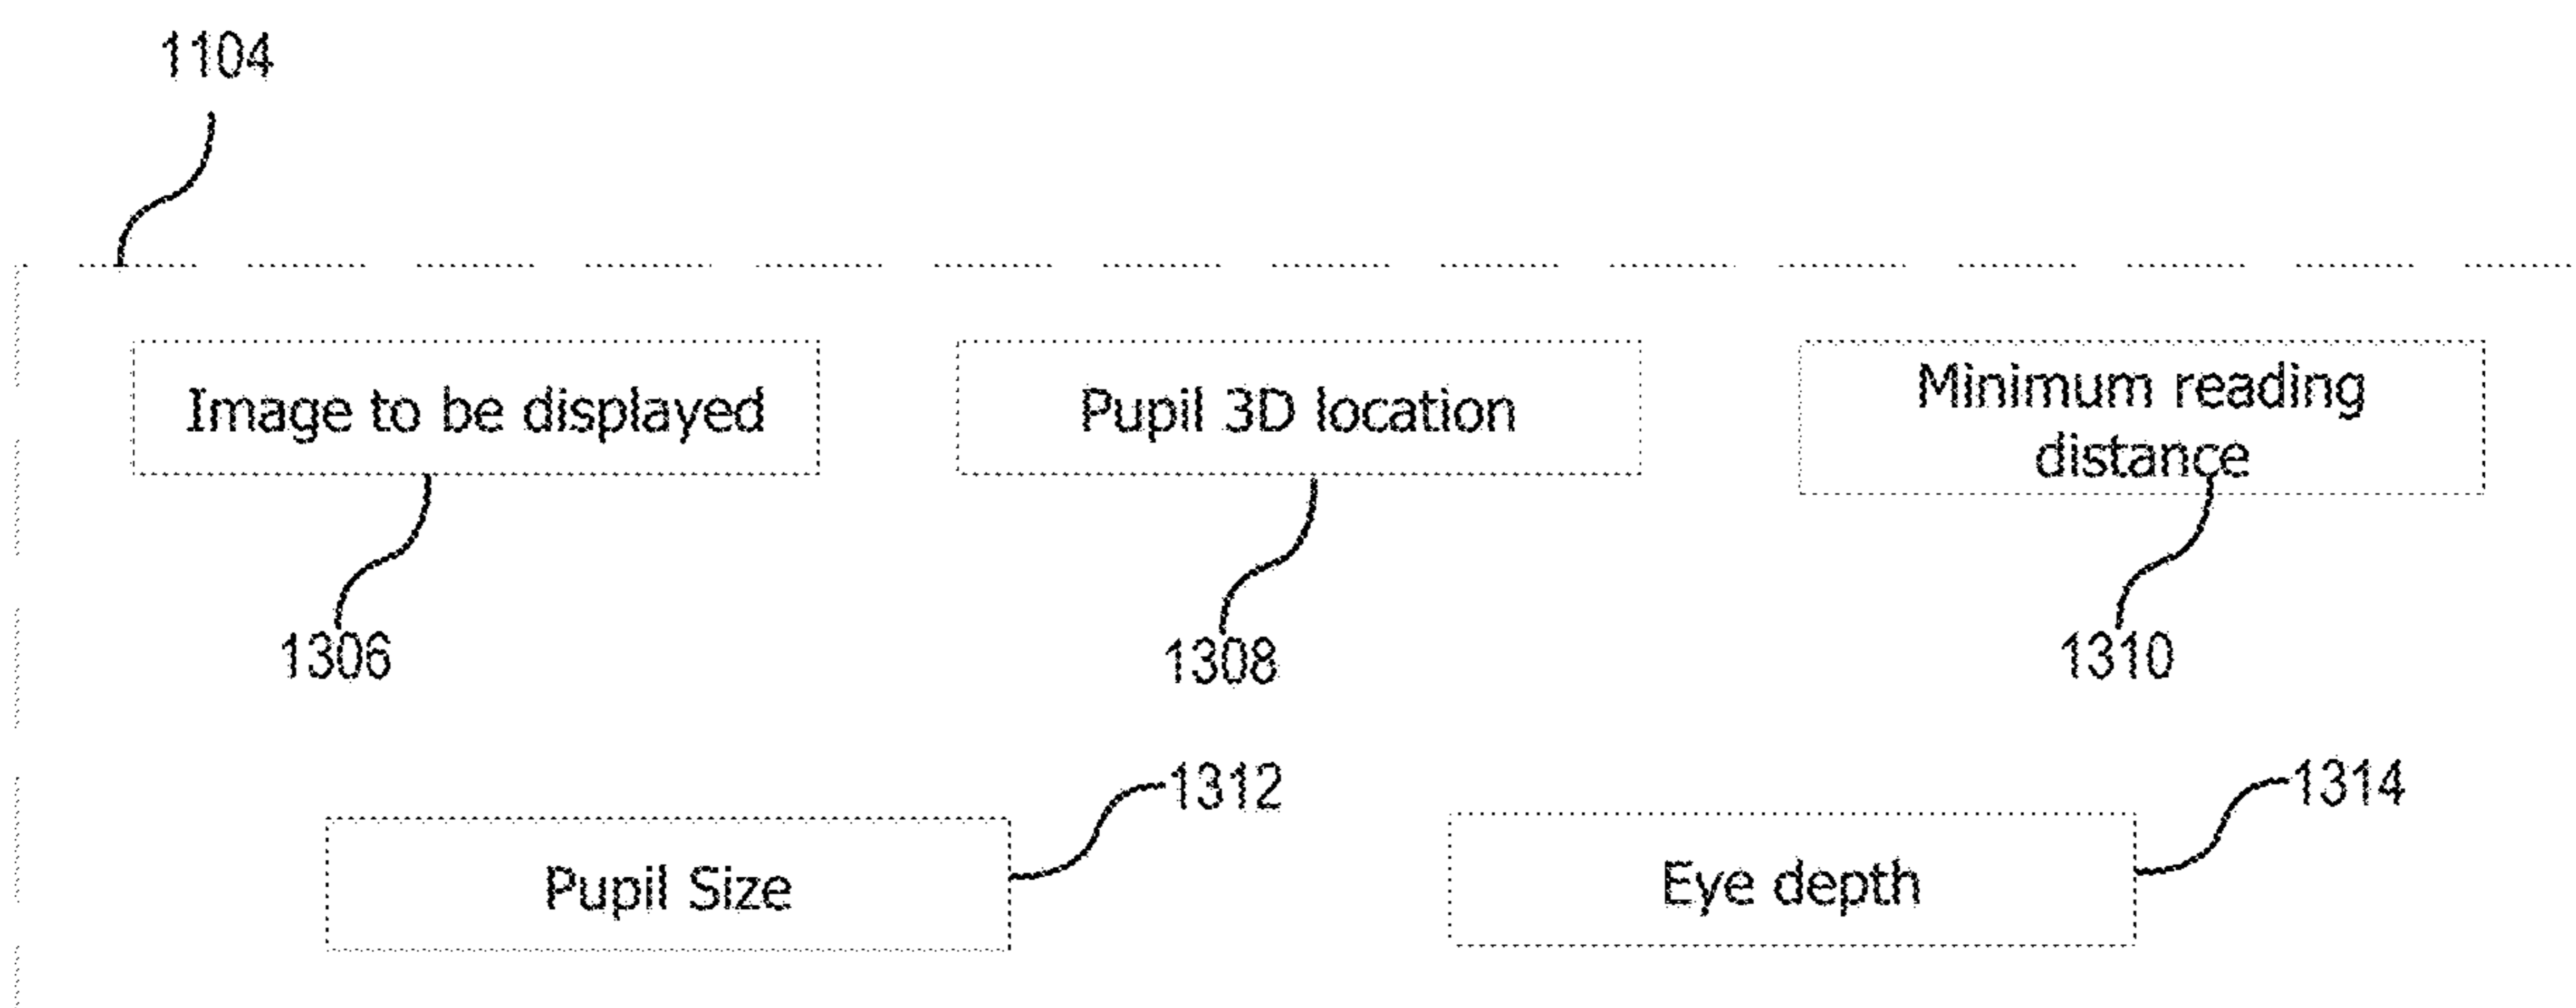 1104
Image to be displayed
Pupil 3D location
Minimum reading
distance
1306
1308
1310
1312
1314
Pupil Size
Eye depth